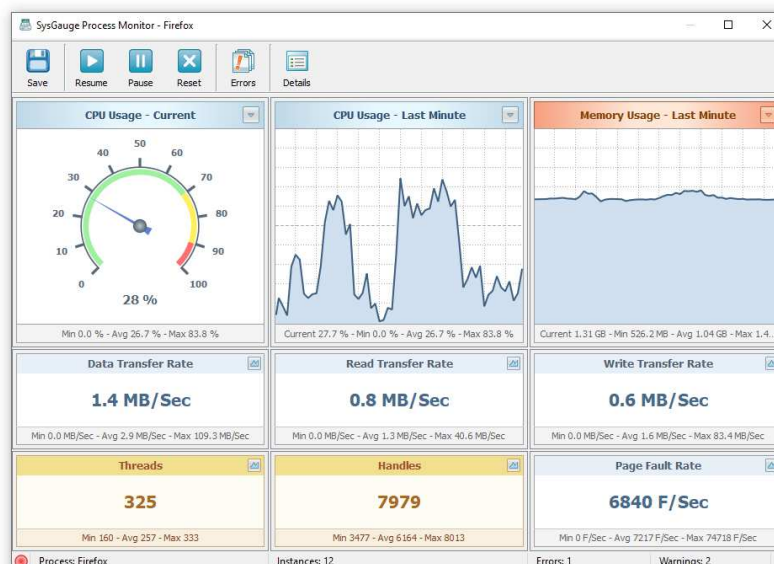 SysGauge Process Monitor - Firefox
Save Resume Pause Reset Errors Details
CPU Usage - Current
50
40 60
30 70
20 80
10 90
0 100
28 %
Min 0.0 % - Avg 26.7 % - Max 83.8 %
CPU Usage - Last Minute
Current 27.7 % - Min 0.0 % - Avg 26.7 % - Max 83.8 %
Memory Usage - Last Minute
Current 1.31 GB - Min 526.2 MB - Avg 1.04 GB - Max 1.4...
Data Transfer Rate
1.4 MB/Sec
Min 0.0 MB/Sec - Avg 2.9 MB/Sec - Max 109.3 MB/Sec
Read Transfer Rate
0.8 MB/Sec
Min 0.0 MB/Sec - Avg 1.3 MB/Sec - Max 40.6 MB/Sec
Write Transfer Rate
0.6 MB/Sec
Min 0.0 MB/Sec - Avg 1.6 MB/Sec - Max 83.4 MB/Sec
Threads
325
Min 160 - Avg 257 - Max 333
Handles
7979
Min 3477 - Avg 6164 - Max 8013
Page Fault Rate
6840 F/Sec
Min 0 F/Sec - Avg 7217 F/Sec - Max 74718 F/Sec
Process: Firefox Instances: 12 Errors: 1 Warnings: 2